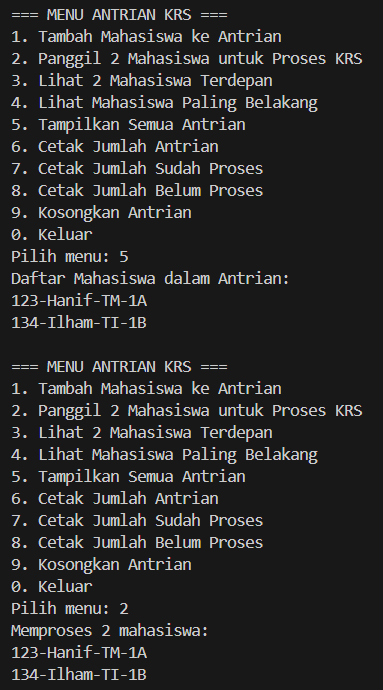 === MENU ANTRIAN KRS ===
1. Tambah Mahasiswa ke Antrian
2. Panggil 2 Mahasiswa untuk Proses KRS
3. Lihat 2 Mahasiswa Terdepan
4. Lihat Mahasiswa Paling Belakang
5. Tampilkan Semua Antrian
6. Cetak Jumlah Antrian
7. Cetak Jumlah Sudah Proses
8. Cetak Jumlah Belum Proses
9. Kosongkan Antrian
0. Keluar
Pilih menu: 5
Daftar Mahasiswa dalam Antrian:
123-Hanif-TM-1A
134-Ilham-TI-1B

=== MENU ANTRIAN KRS ===
1. Tambah Mahasiswa ke Antrian
2. Panggil 2 Mahasiswa untuk Proses KRS
3. Lihat 2 Mahasiswa Terdepan
4. Lihat Mahasiswa Paling Belakang
5. Tampilkan Semua Antrian
6. Cetak Jumlah Antrian
7. Cetak Jumlah Sudah Proses
8. Cetak Jumlah Belum Proses
9. Kosongkan Antrian
0. Keluar
Pilih menu: 2
Memproses 2 mahasiswa:
123-Hanif-TM-1A
134-Ilham-TI-1B